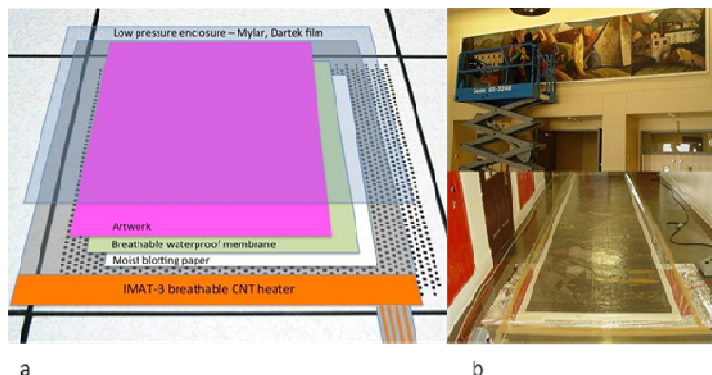 Low pressure enclosure – Mylar, Dartek film
Artwork
Breathable waterproof membrane
Moist blotting paper
IMAT-B breathable CNT heater
a
b